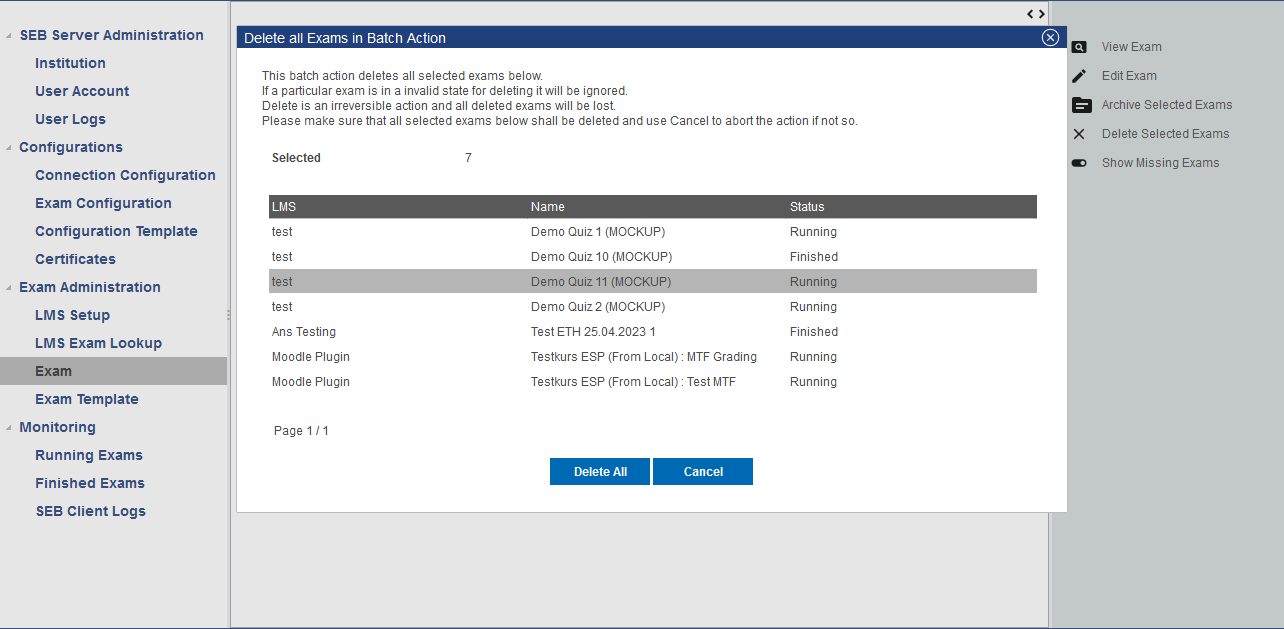 SEB Server Administration
Institution
User Account
User Logs
Configurations
Connection Configuration
Exam Configuration
Configuration Template
Certificates
Exam Administration
LMS Setup
LMS Exam Lookup
Exam
Exam Template
Monitoring
Running Exams
Finished Exams
SEB Client Logs
Delete all Exams in Batch Action
This batch action deletes all selected exams below.
If a particular exam is in a invalid state for deleting it will be ignored.
Delete is an irreversible action and all deleted exams will be lost.
Please make sure that all selected exams below shall be deleted and use Cancel to abort the action if not so.
Selected 7
LMS Name Status
test Demo Quiz 1 (MOCKUP) Running
test Demo Quiz 10 (MOCKUP) Finished
test Demo Quiz 11 (MOCKUP) Running
test Demo Quiz 2 (MOCKUP) Running
Ans Testing Test ETH 25.04.2023 1 Finished
Moodle Plugin Testkurs ESP (From Local) : MTF Grading Running
Moodle Plugin Testkurs ESP (From Local) : Test MTF Running
Page 1 / 1
Delete All Cancel
View Exam
Edit Exam
Archive Selected Exams
Delete Selected Exams
Show Missing Exams